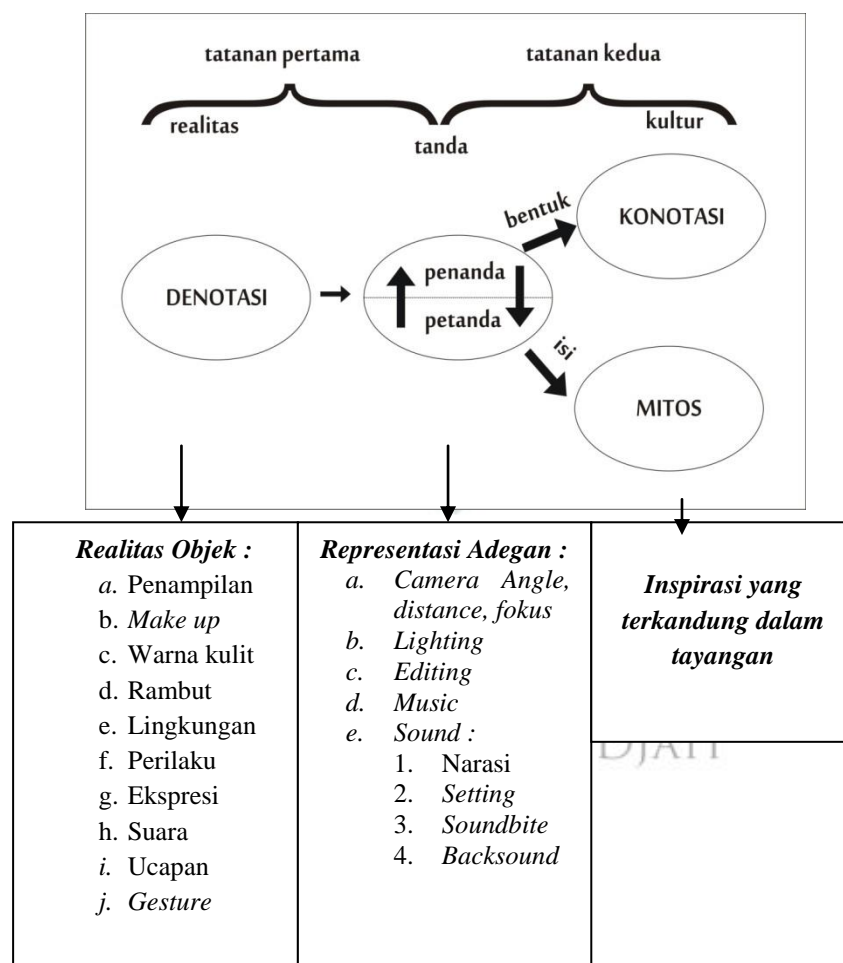 tatanan pertama
tatanan kedua
realitas
kultur
tanda
bentuk
KONOTASI
DENOTASI
penanda
petanda
isi
MITOS
Realitas Objek :
a. Penampilan
b. Make up
c. Warna kulit
d. Rambut
e. Lingkungan
f. Perilaku
g. Ekspresi
h. Suara
i. Ucapan
j. Gesture
Representasi Adegan :
a. Camera Angle,
distance, fokus
b. Lighting
c. Editing
d. Music
e. Sound :
1. Narasi
2. Setting
3. Soundbite
4. Backsound
Inspirasi yang
terkandung dalam
tayangan